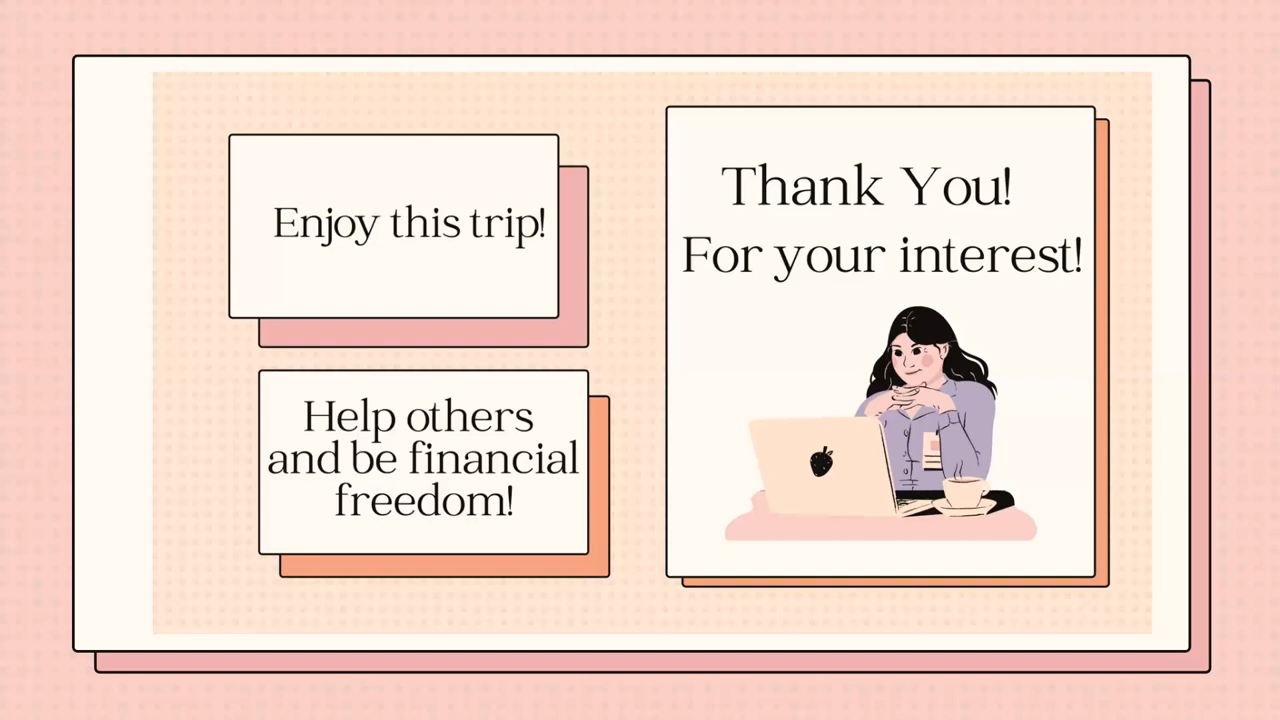 Enjoy this trip!
Help others
and be financial
freedom!
Thank You!
For your interest!